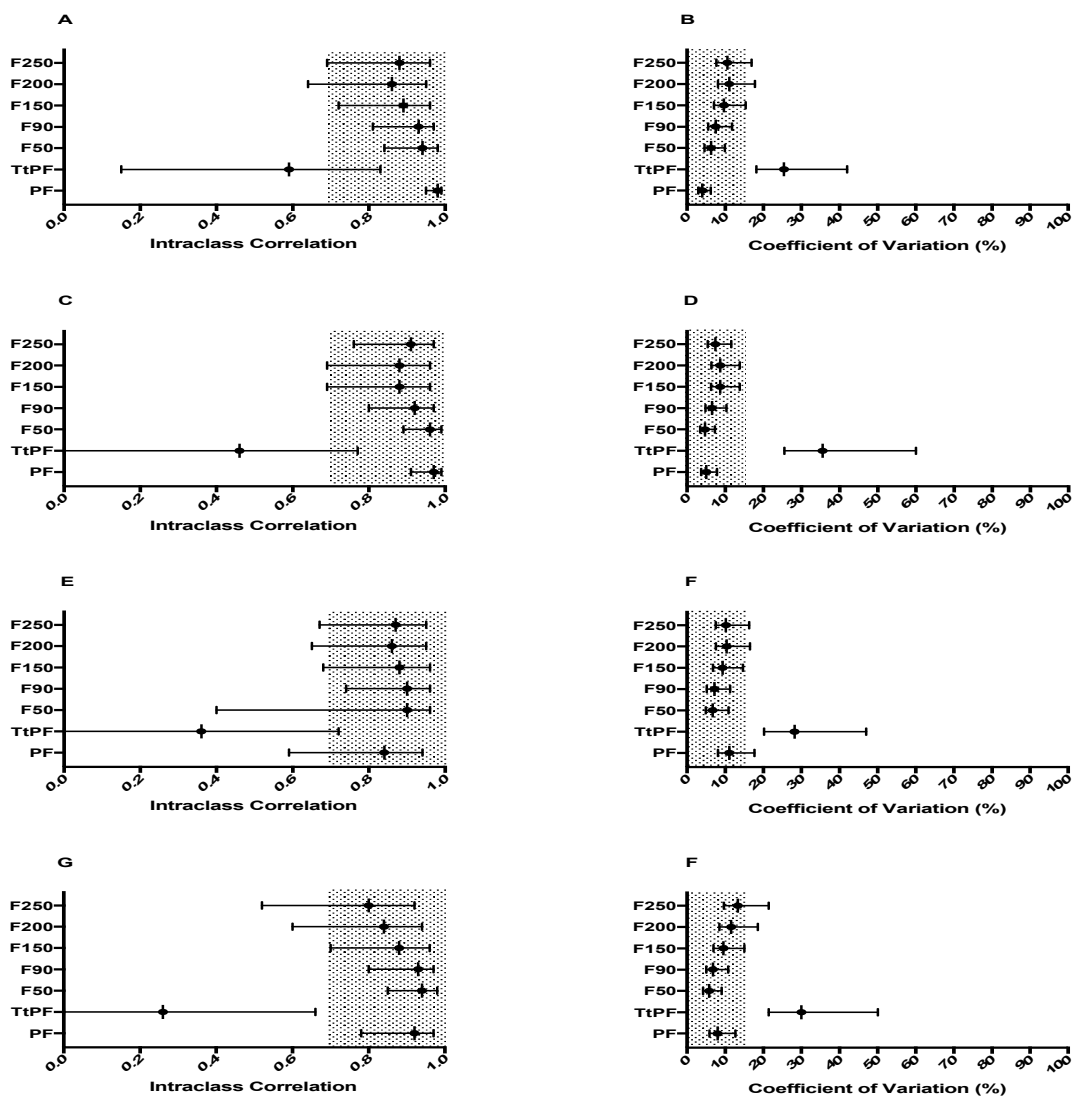 A
F250
F200
F150
F90
F50
TtPF
PF
0.0 0.2 0.4 0.6 0.8 1.0
Intraclass Correlation
B
F250
F200
F150
F90
F50
TtPF
PF
0 10 20 30 40 50 60 70 80 90 100
Coefficient of Variation (%)
C
F250
F200
F150
F90
F50
TtPF
PF
0.0 0.2 0.4 0.6 0.8 1.0
Intraclass Correlation
D
F250
F200
F150
F90
F50
TtPF
PF
0 10 20 30 40 50 60 70 80 90 100
Coefficient of Variation (%)
E
F250
F200
F150
F90
F50
TtPF
PF
0.0 0.2 0.4 0.6 0.8 1.0
Intraclass Correlation
F
F250
F200
F150
F90
F50
TtPF
PF
0 10 20 30 40 50 60 70 80 90 100
Coefficient of Variation (%)
G
F250
F200
F150
F90
F50
TtPF
PF
0.0 0.2 0.4 0.6 0.8 1.0
Intraclass Correlation
F
F250
F200
F150
F90
F50
TtPF
PF
0 10 20 30 40 50 60 70 80 90 100
Coefficient of Variation (%)